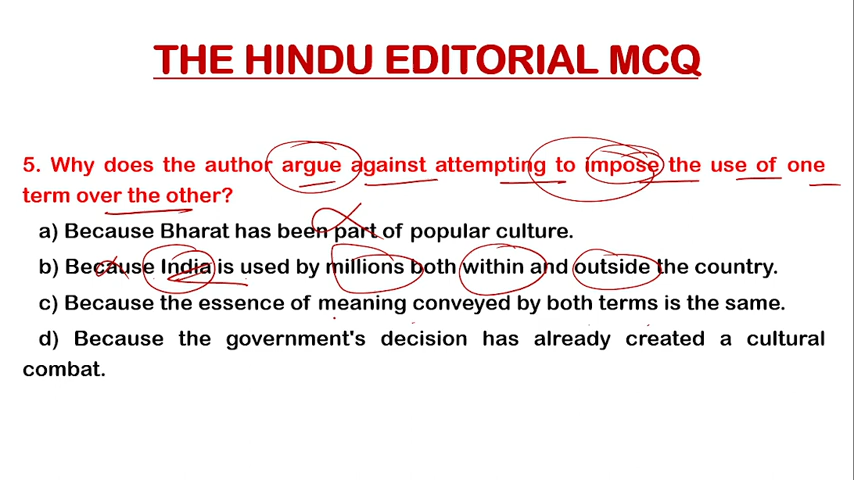 THE HINDU EDITORIAL MCQ
5. Why does the author argue against attempting to impose the use of one
term over the other?
a) Because Bharat has been part of popular culture.
b) Because India is used by millions both within and outside the country.
c) Because the essence of meaning conveyed by both terms is the same.
d) Because the government's decision has already created a cultural
combat.